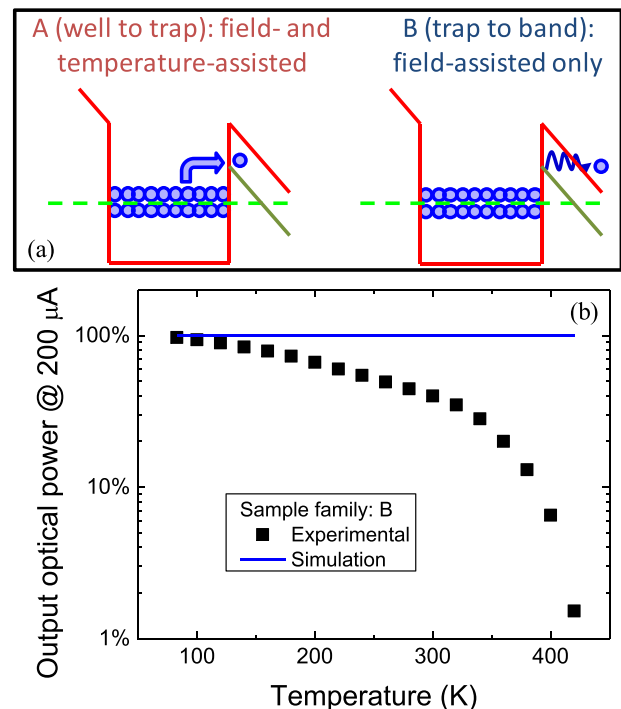 A (well to trap): field- and
temperature-assisted
B (trap to band):
field-assisted only
(a)
(b)
Output optical power @ 200 μA
100%
10%
1%
Sample family: B
Experimental
Simulation
100
200
300
400
Temperature (K)